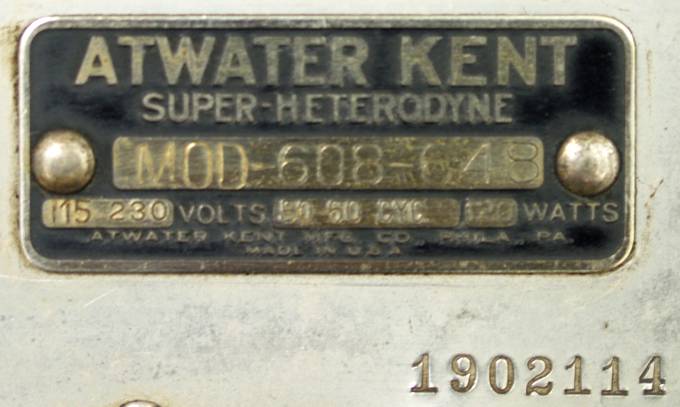 ATWATER KENT
SUPER-HETERODYNE
MOD-608-648
115 230 VOLTS 50 60 CYC 120 WATTS
ATWATER KENT MFG. CO., PHILA., PA.
MADE IN U.S.A
1902114